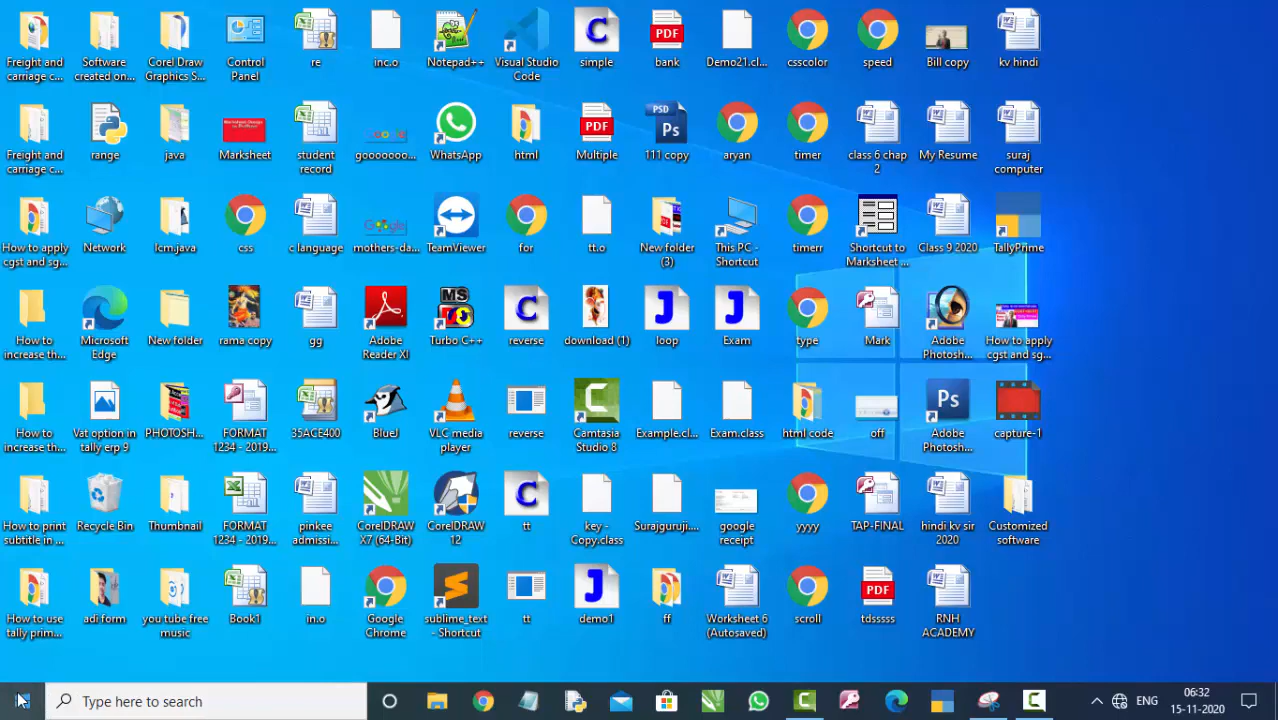 Freight and carriage c...
Software created on...
Corel Draw Graphics S...
Control Panel
re
inc.o
Notepad++
Visual Studio Code
simple
bank
Demo21.cl...
csscolor
speed
Bill copy
kv hindi
Freight and carriage c...
range
java
Marksheet
student record
gooooooo...
WhatsApp
html
Multiple
111 copy
aryan
timer
class 6 chap 2
My Resume
suraj computer
How to apply cgst and sg...
Network
lcm.java
css
c language
mothers-da...
TeamViewer
for
tt.o
New folder (3)
This PC - Shortcut
timerr
Shortcut to Marksheet ...
Class 9 2020
TallyPrime
How to increase th...
Microsoft Edge
New folder
rama copy
gg
Adobe Reader XI
Turbo C++
reverse
download (1)
loop
Exam
type
Mark
Adobe Photosh...
How to apply cgst and sg...
How to increase th...
Vat option in tally erp 9
PHOTOSH...
FORMAT 1234 - 2019...
35ACE400
BlueJ
VLC media player
reverse
Camtasia Studio 8
Example.cl...
Exam.class
html code
off
Adobe Photosh...
capture-1
How to print subtitle in ...
Recycle Bin
Thumbnail
FORMAT 1234 - 2019...
pinkee admissi...
CorelDRAW X7 (64-Bit)
CorelDRAW 12
tt
key - Copy.class
Surajguruji....
google receipt
yyyy
TAP-FINAL
hindi kv sir 2020
Customized software
How to use tally prim...
adi form
you tube free music
Book1
in.o
Google Chrome
sublime_text - Shortcut
tt
demo1
ff
Worksheet 6 (Autosaved)
scroll
tdsssss
RNH ACADEMY
Type here to search
ENG
06:32
15-11-2020